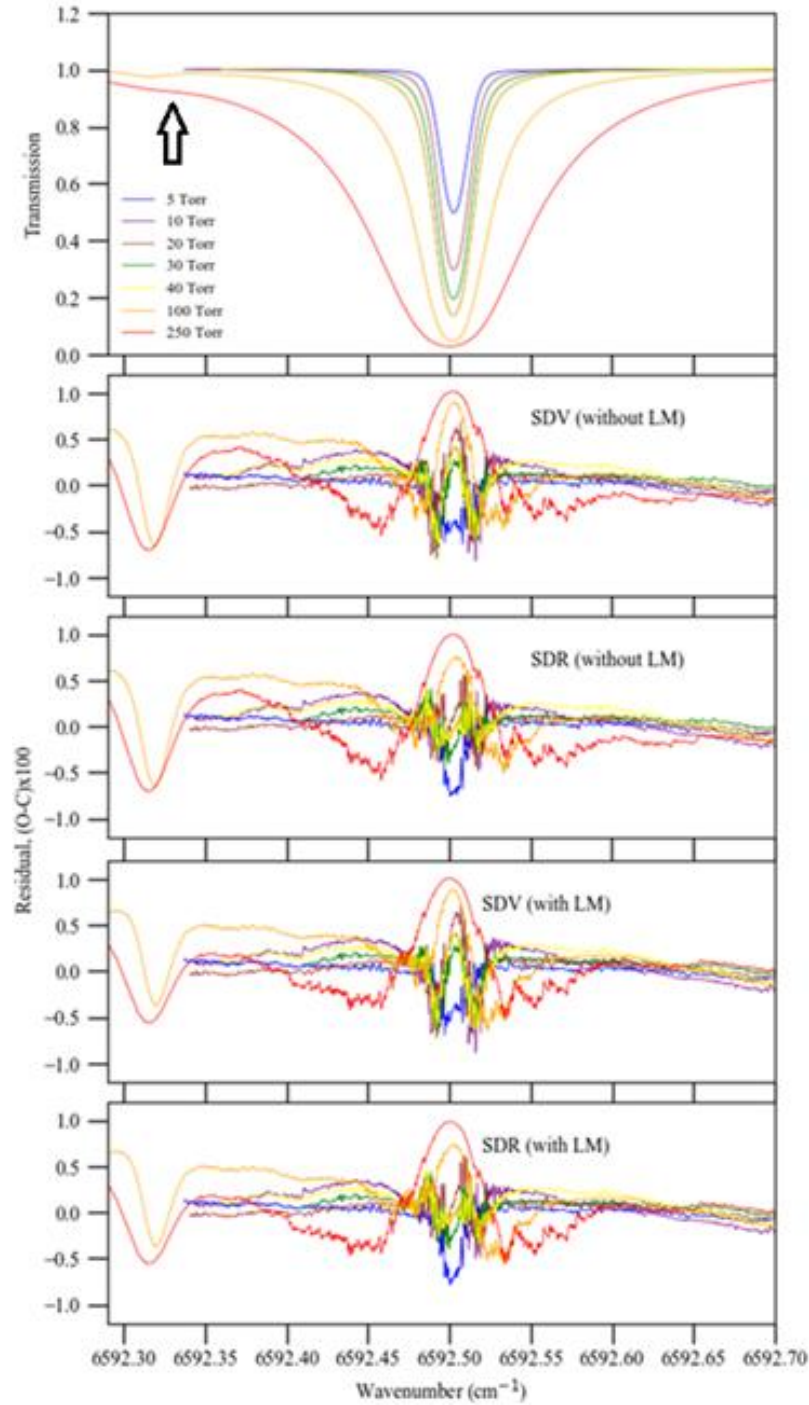 1.2
1.0
0.8
0.6
0.4
0.2
0.0
Transmission
5 Torr
10 Torr
20 Torr
30 Torr
40 Torr
100 Torr
250 Torr
1.0
0.5
0.0
−0.5
−1.0
SDV (without LM)
1.0
0.5
0.0
−0.5
−1.0
SDR (without LM)
Residual, (O-C)x100
1.0
0.5
0.0
−0.5
−1.0
SDV (with LM)
1.0
0.5
0.0
−0.5
−1.0
SDR (with LM)
6592.30 6592.35 6592.40 6592.45 6592.50 6592.55 6592.60 6592.65 6592.70
Wavenumber (cm⁻¹)